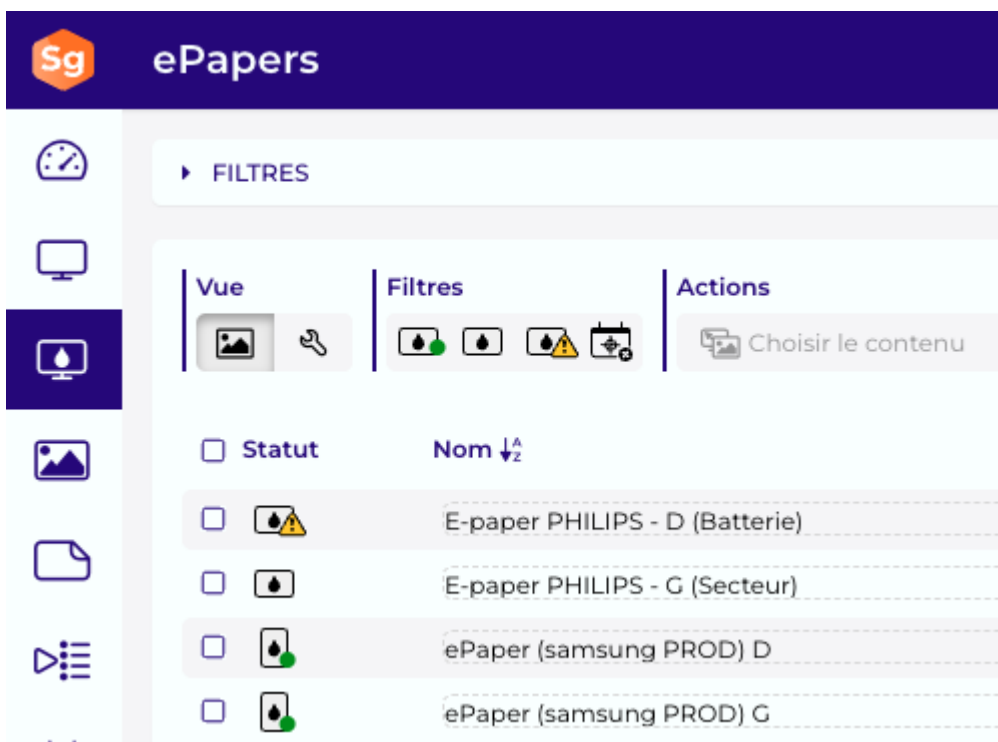 Sg
ePapers
FILTRES
Vue
Filtres
Actions
Choisir le contenu
Statut
Nom
A
Z
E-paper PHILIPS - D (Batterie)
E-paper PHILIPS - G (Secteur)
ePaper (samsung PROD) D
ePaper (samsung PROD) G